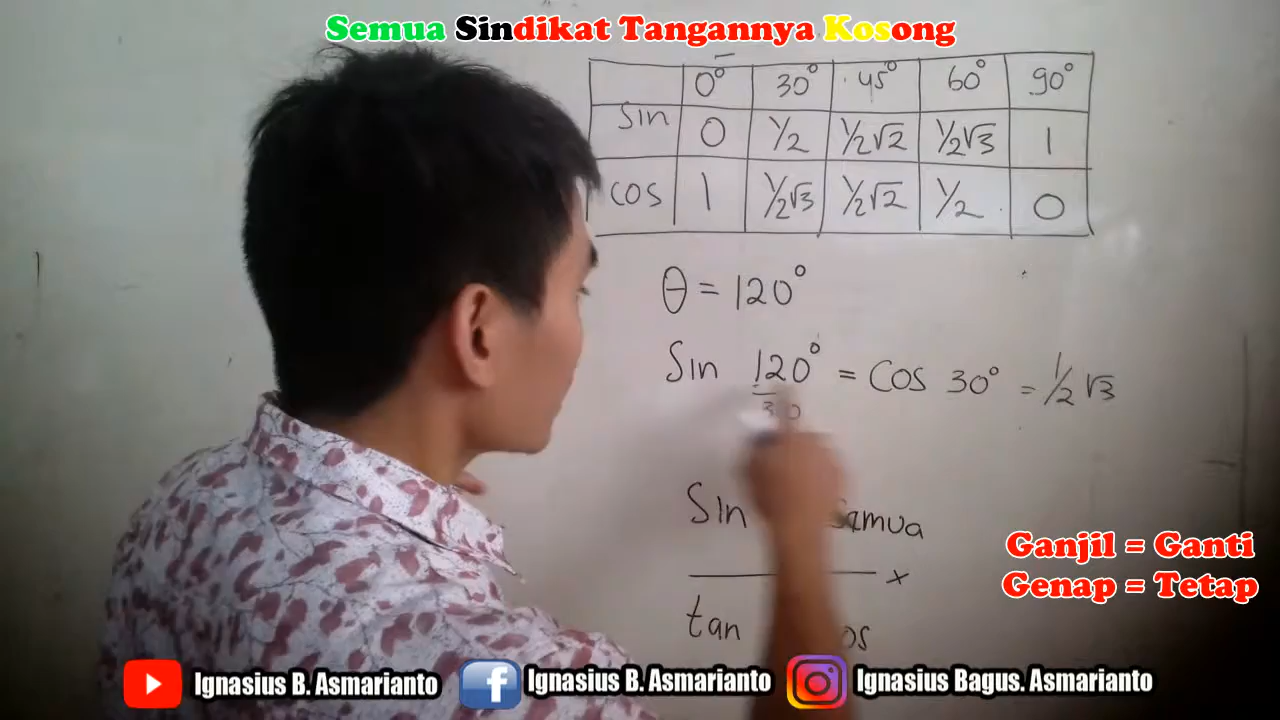 Semua Sindikat Tangannya Kosong
0° 30° 45° 60° 90°
Sin 0 1/2 1/2√2 1/2√3 1
cos 1 1/2√3 1/2√2 1/2 0
θ = 120°
Sin 120° = Cos 30° = 1/2 √3
Sin
tan
x
Ganjil = Ganti
Genap = Tetap
Ignasius B. Asmarianto
Ignasius B. Asmarianto
Ignasius Bagus. Asmarianto